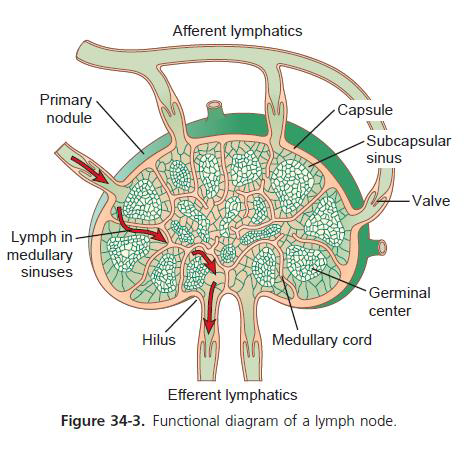 Afferent lymphatics
Primary
nodule
Capsule
Subcapsular
sinus
Valve
Lymph in
medullary
sinuses
Germinal
center
Hilus
Medullary cord
Efferent lymphatics
Figure 34-3. Functional diagram of a lymph node.